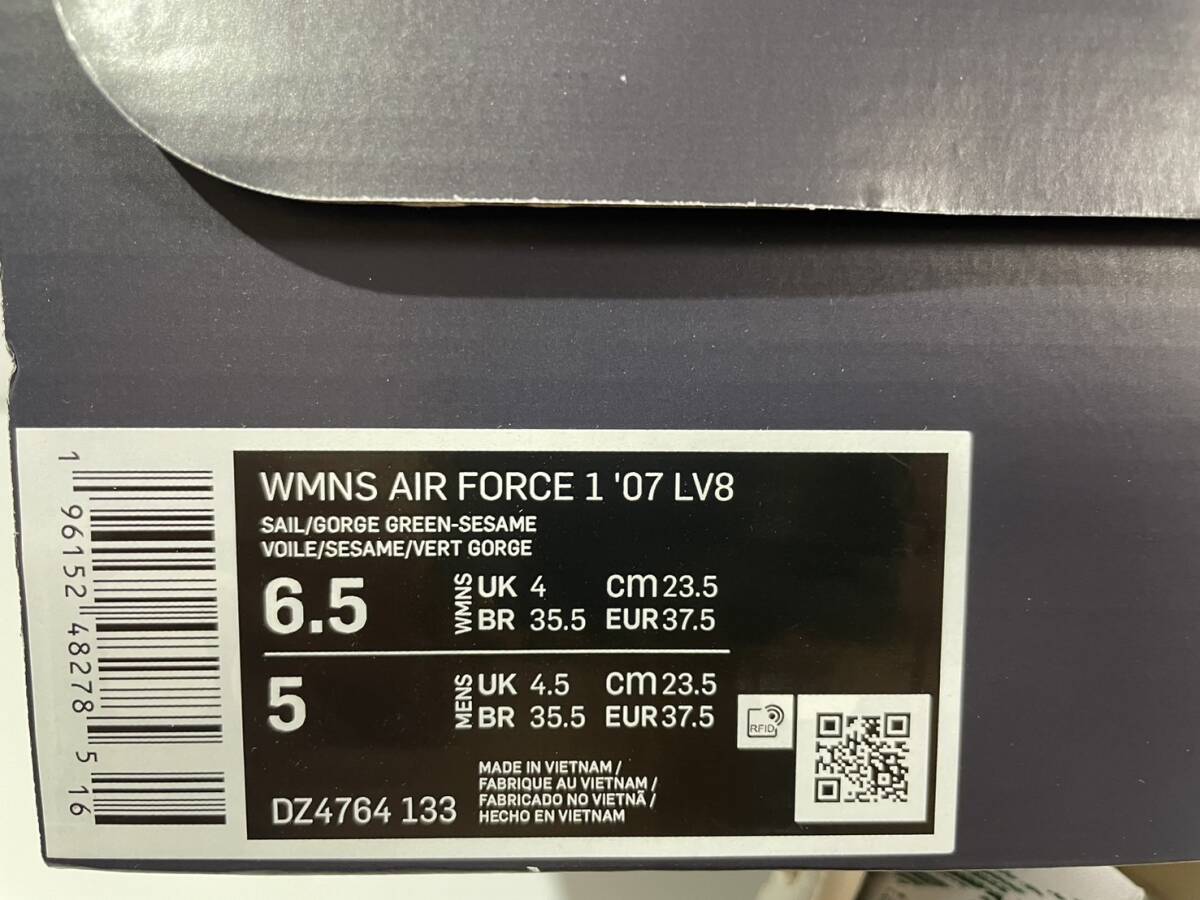 WMNS AIR FORCE 1 '07 LV8
SAIL/GORGE GREEN-SESAME
VOILE/SESAME/VERT GORGE
6.5 WMNS UK 4 cm 23.5
BR 35.5 EUR 37.5
5 MENS UK 4.5 cm 23.5
BR 35.5 EUR 37.5
RFID
MADE IN VIETNAM /
FABRIQUE AU VIETNAM /
FABRICADO NO VIETNÃ /
HECHO EN VIETNAM
DZ4764 133
1 96152 48278 5 16